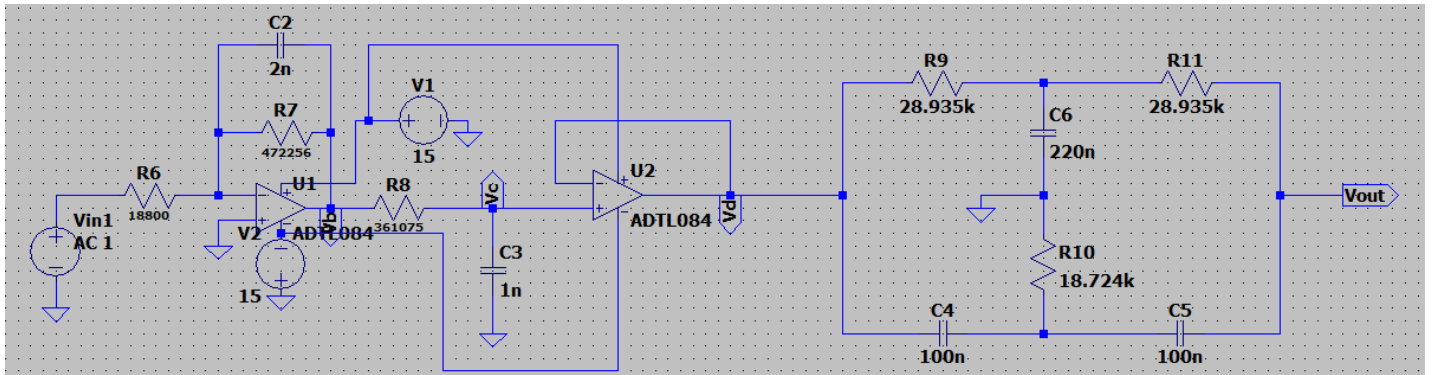 C2
2n
R7
472256
V1
15
R6
18800
Vin1
AC 1
U1
ADTL084
V2
15
Vb
R8
361075
Vc
C3
1n
U2
ADTL084
Vd
R9
28.935k
R11
28.935k
C6
220n
R10
18.724k
C4
100n
C5
100n
Vout